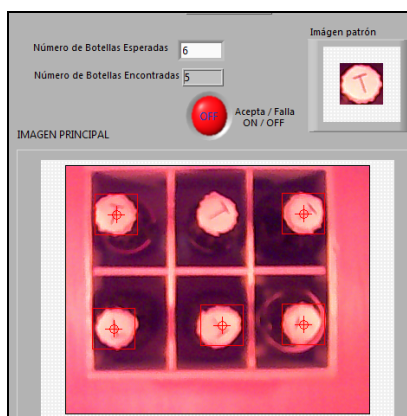 Imágen patrón
Número de Botellas Esperadas 6
Número de Botellas Encontradas 5
OFF
Acepta / Falla
ON / OFF
IMAGEN PRINCIPAL
T